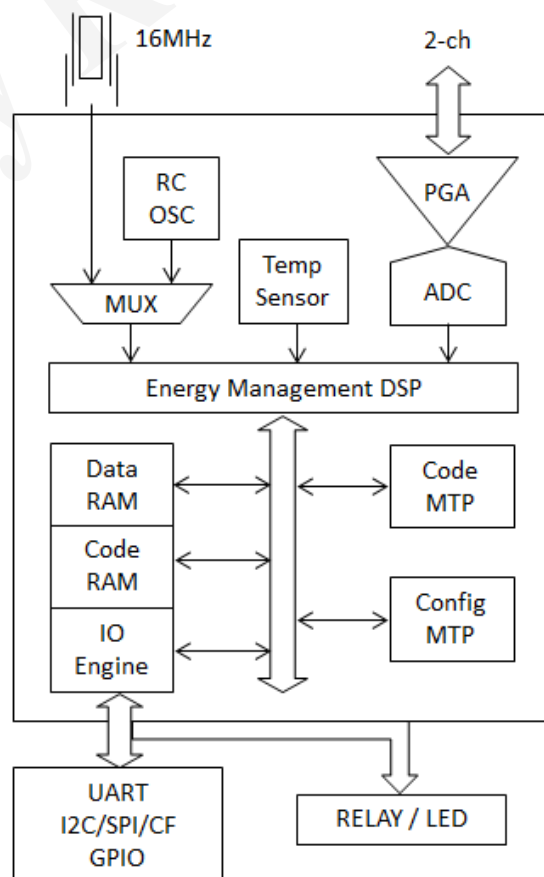 16MHz
2-ch
RC
OSC
PGA
Temp
Sensor
MUX
ADC
Energy Management DSP
Data
RAM
Code
MTP
Code
RAM
Config
MTP
IO
Engine
UART
I2C/SPI/CF
GPIO
RELAY / LED